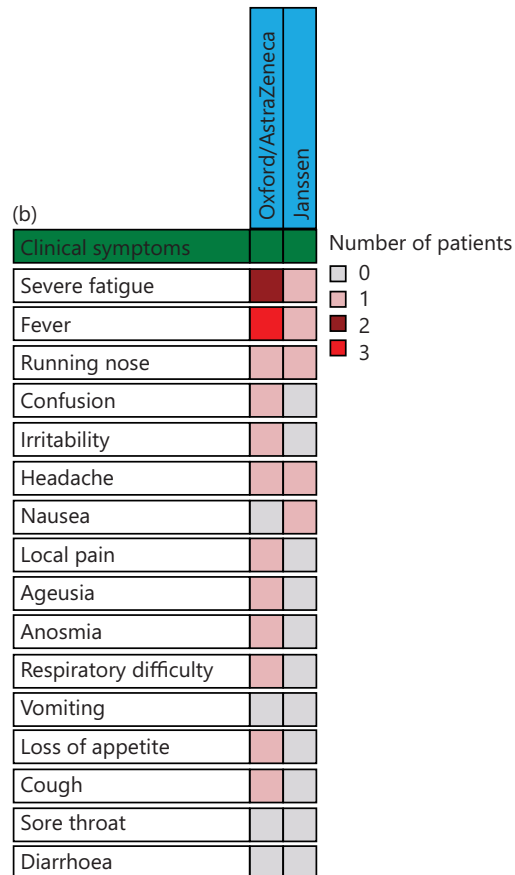 Oxford/AstraZeneca
Janssen
(b)
Clinical symptoms
Number of patients
0
1
2
3
Severe fatigue
Fever
Running nose
Confusion
Irritability
Headache
Nausea
Local pain
Ageusia
Anosmia
Respiratory difficulty
Vomiting
Loss of appetite
Cough
Sore throat
Diarrhoea